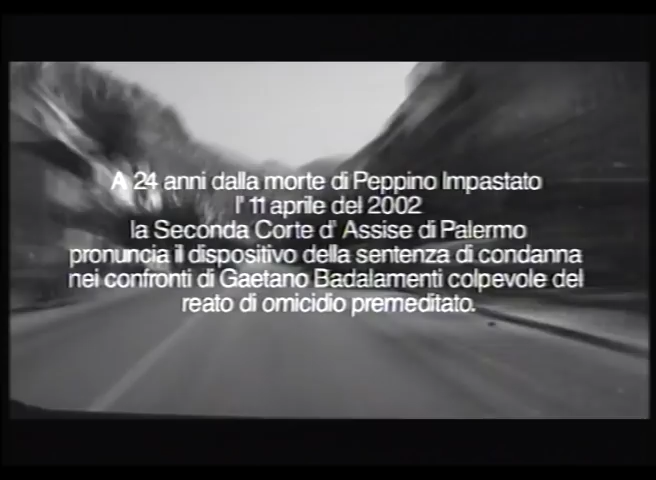 A 24 anni dalla morte di Peppino Impastato
l' 11 aprile del 2002
la Seconda Corte d' Assise di Palermo
pronuncia il dispositivo della sentenza di condanna
nei confronti di Gaetano Badalamenti colpevole del
reato di omicidio premeditato.